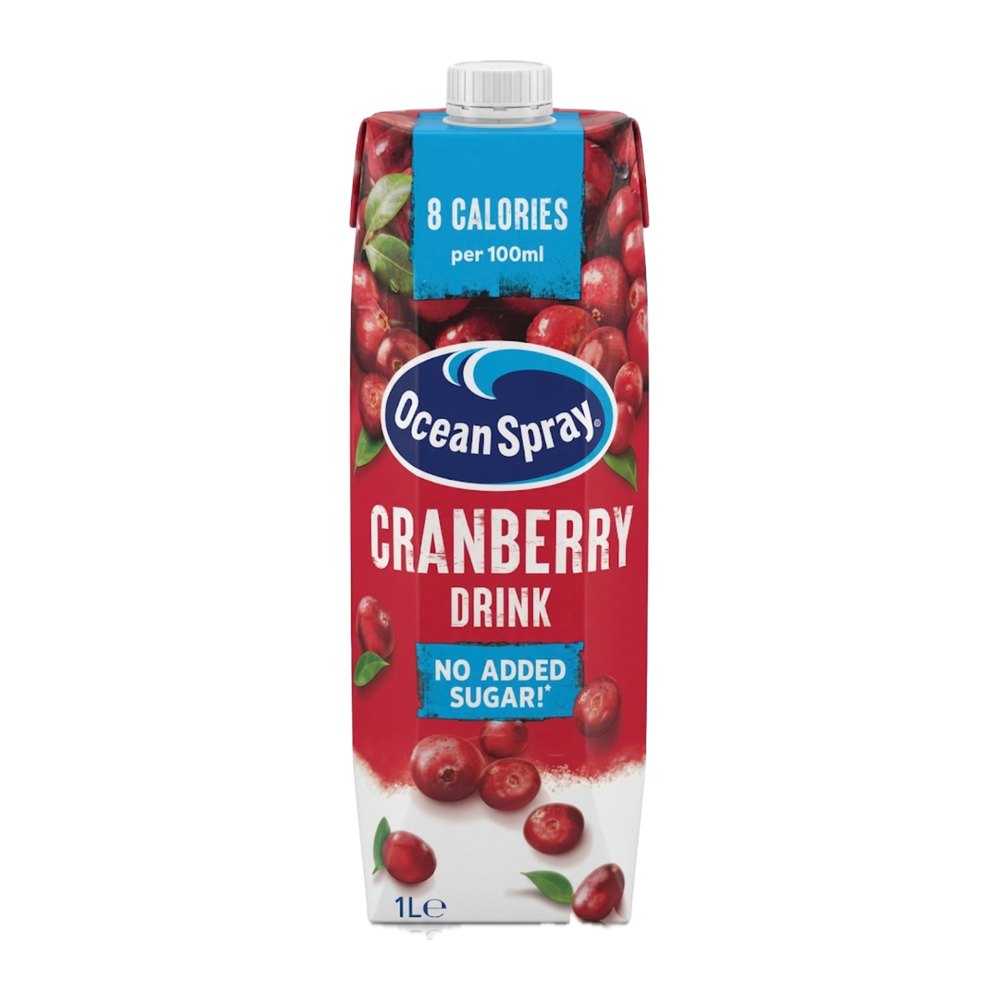 8 CALORIES
per 100ml
Ocean Spray®
CRANBERRY
DRINK
NO ADDED
SUGAR!*
1L℮